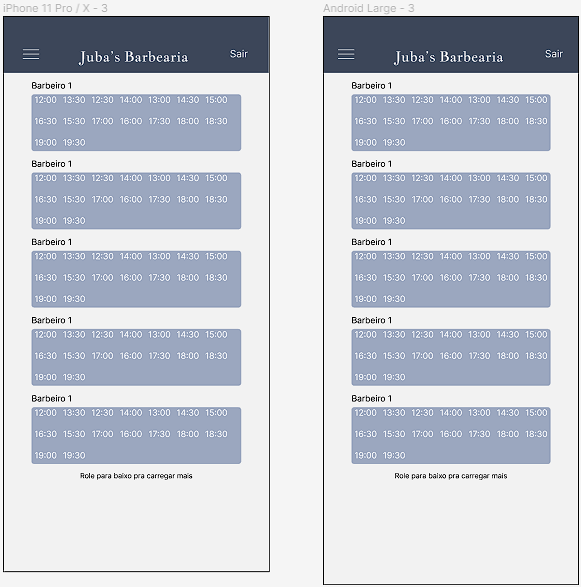 iPhone 11 Pro / X - 3
Juba's Barbearia Sair
Barbeiro 1
12:00 13:30 12:30 14:00 13:00 14:30 15:00
16:30 15:30 17:00 16:00 17:30 18:00 18:30
19:00 19:30
Barbeiro 1
12:00 13:30 12:30 14:00 13:00 14:30 15:00
16:30 15:30 17:00 16:00 17:30 18:00 18:30
19:00 19:30
Barbeiro 1
12:00 13:30 12:30 14:00 13:00 14:30 15:00
16:30 15:30 17:00 16:00 17:30 18:00 18:30
19:00 19:30
Barbeiro 1
12:00 13:30 12:30 14:00 13:00 14:30 15:00
16:30 15:30 17:00 16:00 17:30 18:00 18:30
19:00 19:30
Barbeiro 1
12:00 13:30 12:30 14:00 13:00 14:30 15:00
16:30 15:30 17:00 16:00 17:30 18:00 18:30
19:00 19:30
Role para baixo pra carregar mais
Android Large - 3
Juba's Barbearia Sair
Barbeiro 1
12:00 13:30 12:30 14:00 13:00 14:30 15:00
16:30 15:30 17:00 16:00 17:30 18:00 18:30
19:00 19:30
Barbeiro 1
12:00 13:30 12:30 14:00 13:00 14:30 15:00
16:30 15:30 17:00 16:00 17:30 18:00 18:30
19:00 19:30
Barbeiro 1
12:00 13:30 12:30 14:00 13:00 14:30 15:00
16:30 15:30 17:00 16:00 17:30 18:00 18:30
19:00 19:30
Barbeiro 1
12:00 13:30 12:30 14:00 13:00 14:30 15:00
16:30 15:30 17:00 16:00 17:30 18:00 18:30
19:00 19:30
Barbeiro 1
12:00 13:30 12:30 14:00 13:00 14:30 15:00
16:30 15:30 17:00 16:00 17:30 18:00 18:30
19:00 19:30
Role para baixo pra carregar mais